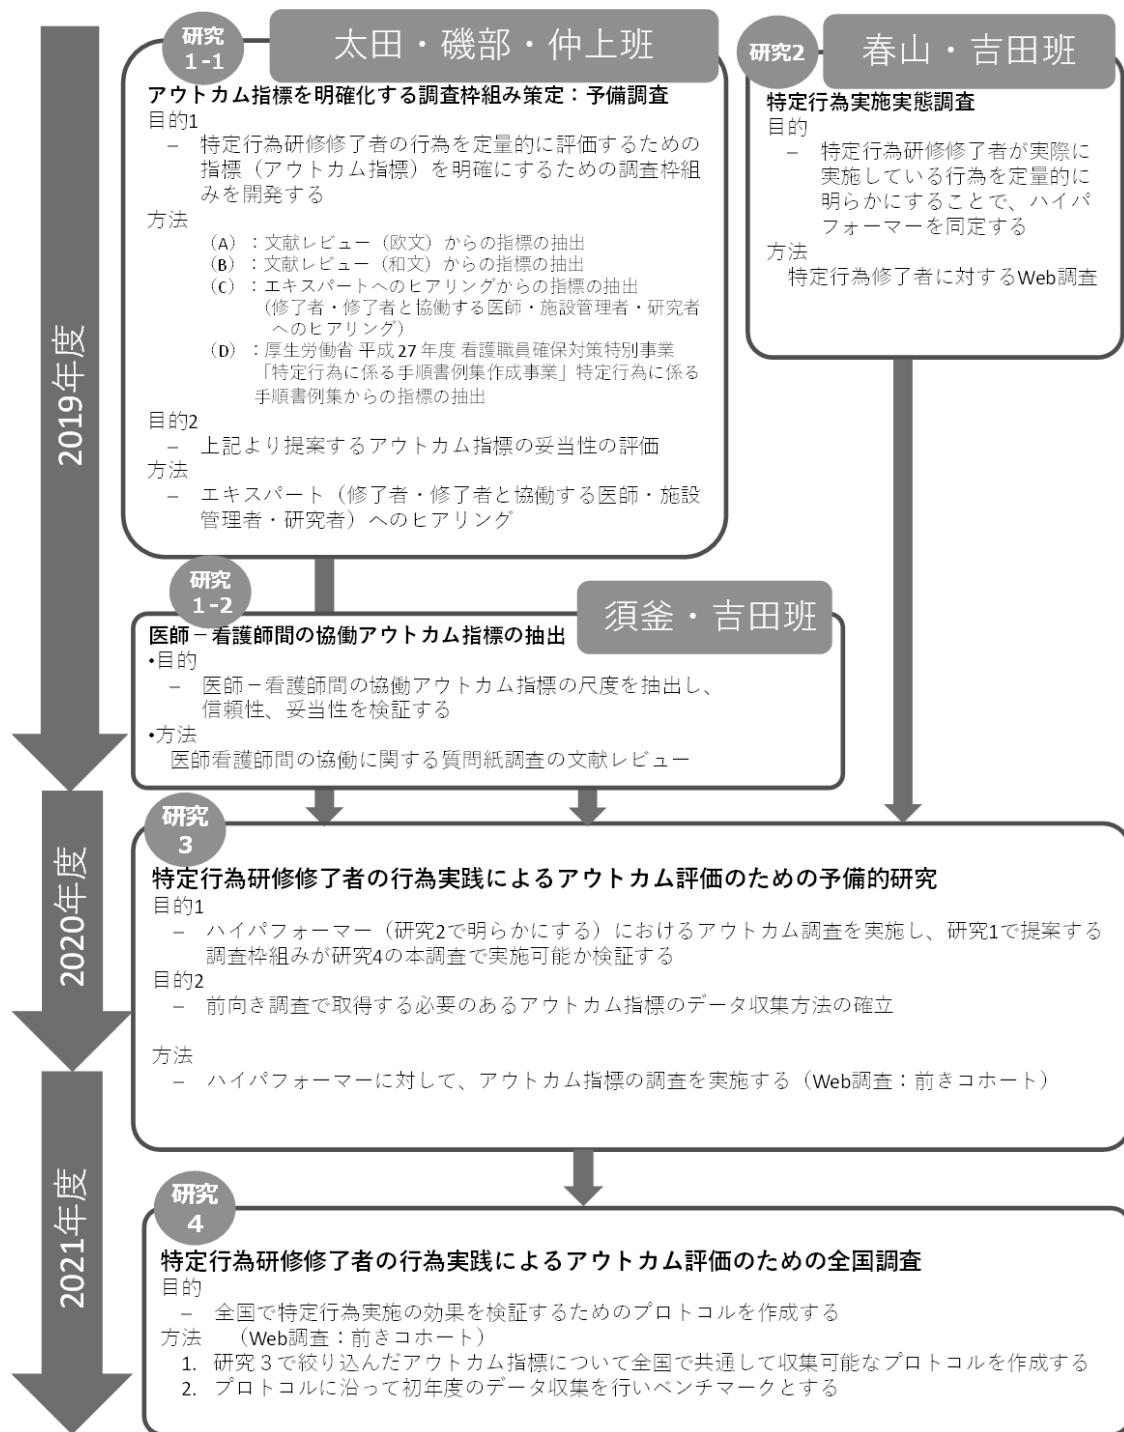 2019年度
研究
1-1
太田・磯部・仲上班
アウトカム指標を明確化する調査枠組み策定：予備調査
目的1
– 特定行為研修修了者の行為を定量的に評価するための
指標（アウトカム指標）を明確にするための調査枠組
みを開発する
方法
（A）：文献レビュー（欧文）からの指標の抽出
（B）：文献レビュー（和文）からの指標の抽出
（C）：エキスパートへのヒアリングからの指標の抽出
（修了者・修了者と協働する医師・施設管理者・研究者
へのヒアリング）
（D）：厚生労働省 平成27年度 看護職員確保対策特別事業
「特定行為に係る手順書例集作成事業」特定行為に係る
手順書例集からの指標の抽出
目的2
– 上記より提案するアウトカム指標の妥当性の評価
方法
– エキスパート（修了者・修了者と協働する医師・施設
管理者・研究者）へのヒアリング
研究2
春山・吉田班
特定行為実施実態調査
目的
– 特定行為研修修了者が実際に
実施している行為を定量的に
明らかにすることで、ハイパ
フォーマーを同定する
方法
特定行為修了者に対するWeb調査
研究
1-2
須釜・吉田班
医師－看護師間の協働アウトカム指標の抽出
•目的
– 医師－看護師間の協働アウトカム指標の尺度を抽出し、
信頼性、妥当性を検証する
•方法
医師看護師間の協働に関する質問紙調査の文献レビュー
2020年度
研究
3
特定行為研修修了者の行為実践によるアウトカム評価のための予備的研究
目的1
– ハイパフォーマー（研究2で明らかにする）におけるアウトカム調査を実施し、研究1で提案する
調査枠組みが研究4の本調査で実施可能か検証する
目的2
– 前向き調査で取得する必要のあるアウトカム指標のデータ収集方法の確立
方法
– ハイパフォーマーに対して、アウトカム指標の調査を実施する（Web調査：前きコホート）
2021年度
研究
4
特定行為研修修了者の行為実践によるアウトカム評価のための全国調査
目的
– 全国で特定行為実施の効果を検証するためのプロトコルを作成する
方法 （Web調査：前きコホート）
1. 研究３で絞り込んだアウトカム指標について全国で共通して収集可能なプロトコルを作成する
2. プロトコルに沿って初年度のデータ収集を行いベンチマークとする